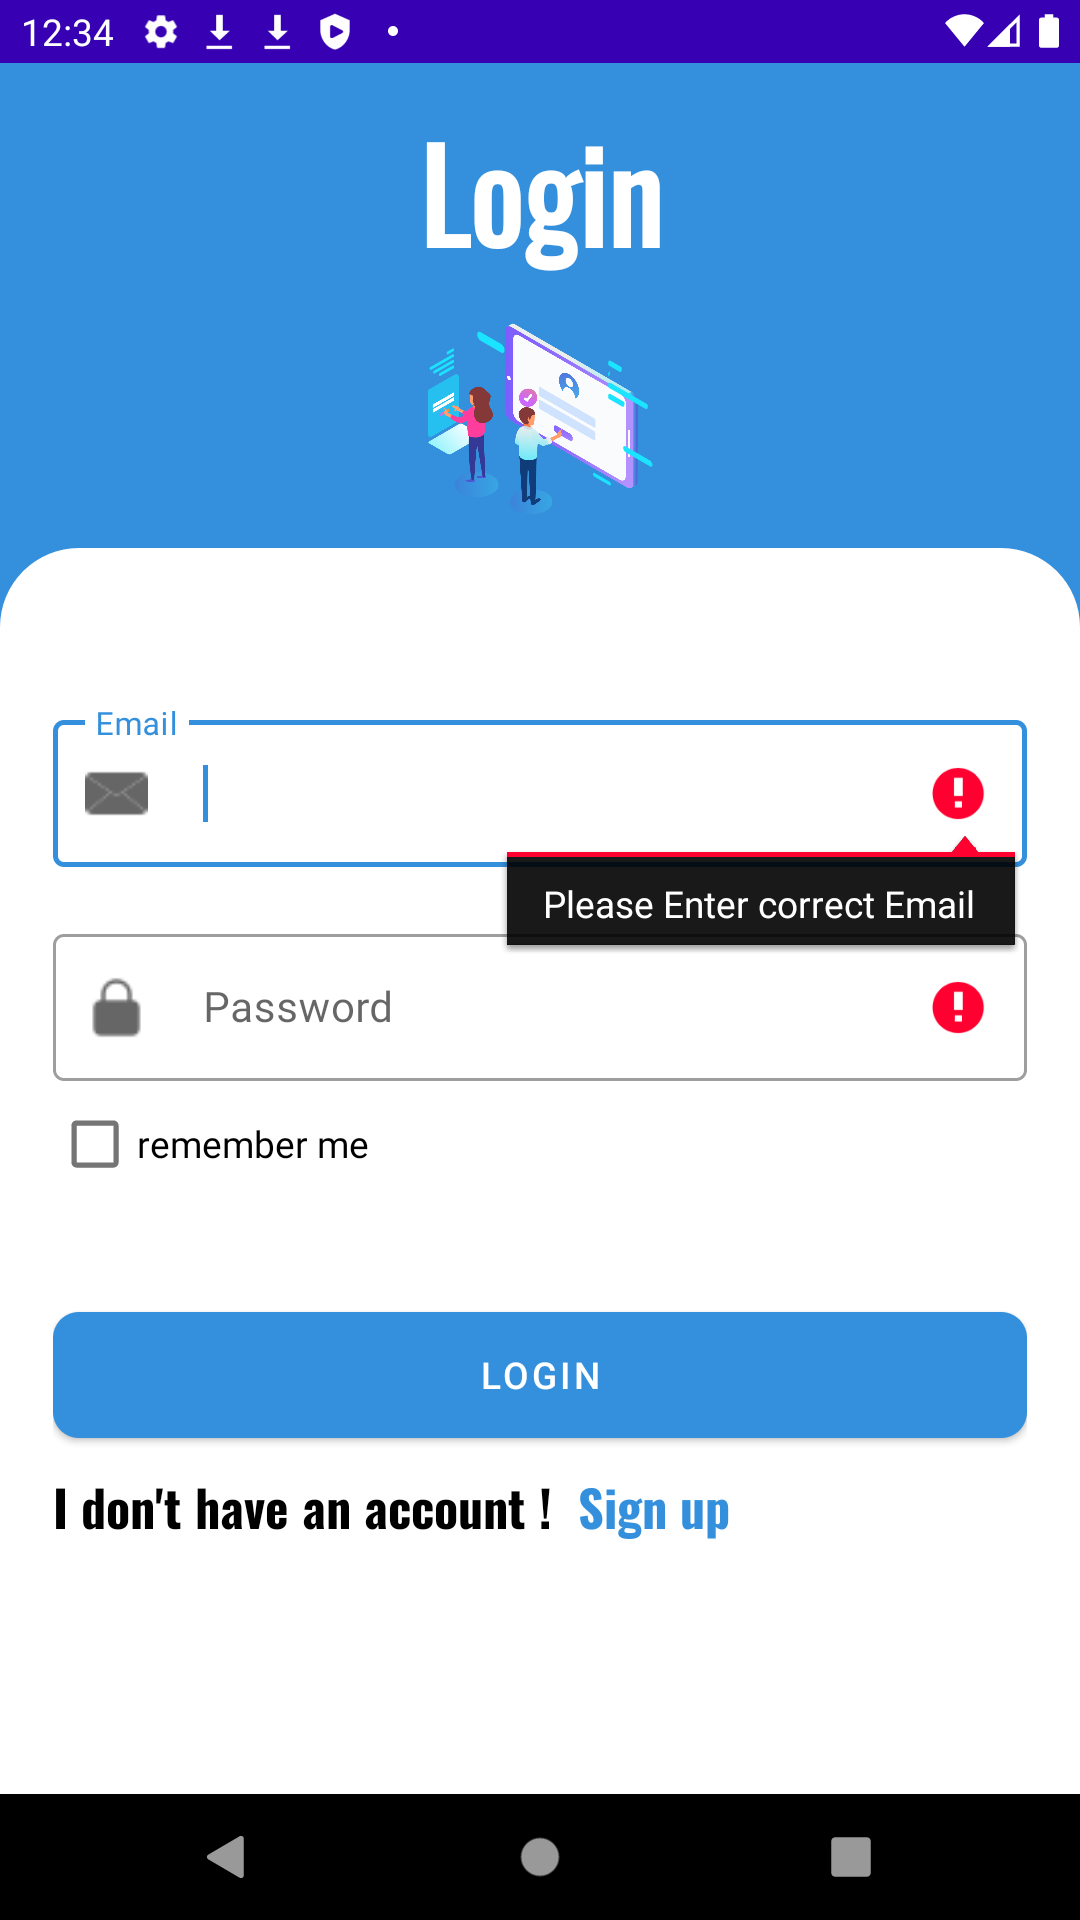 12:34
Login
Email
Please Enter correct Email
Password
remember me
LOGIN
I don't have an account ! Sign up